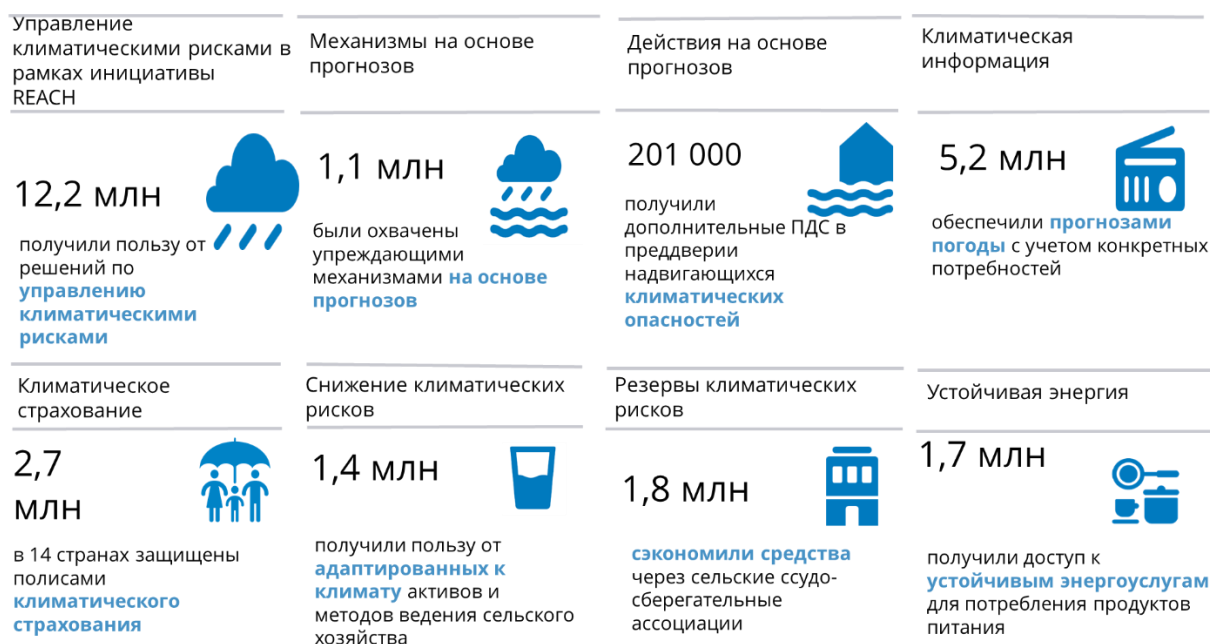 Управление
климатическими рисками в
рамках инициативы
REACH
12,2 млн
получили пользу от
решений по
управлению
климатическими
рисками
Механизмы на основе
прогнозов
1,1 млн
были охвачены
упреждающими
механизмами на основе
прогнозов
Действия на основе
прогнозов
201 000
получили
дополнительные ПДС в
преддверии
надвигающихся
климатических
опасностей
Климатическая
информация
5,2 млн
обеспечили прогнозами
погоды с учетом конкретных
потребностей
Климатическое
страхование
2,7
млн
в 14 странах защищены
полисами
климатического
страхования
Снижение климатических
рисков
1,4 млн
получили пользу от
адаптированных к
климату активов и
методов ведения сельского
хозяйства
Резервы климатических
рисков
1,8 млн
сэкономили средства
через сельские ссудо-
сберегательные
ассоциации
Устойчивая энергия
1,7 млн
получили доступ к
устойчивым энергоуслугам
для потребления продуктов
питания